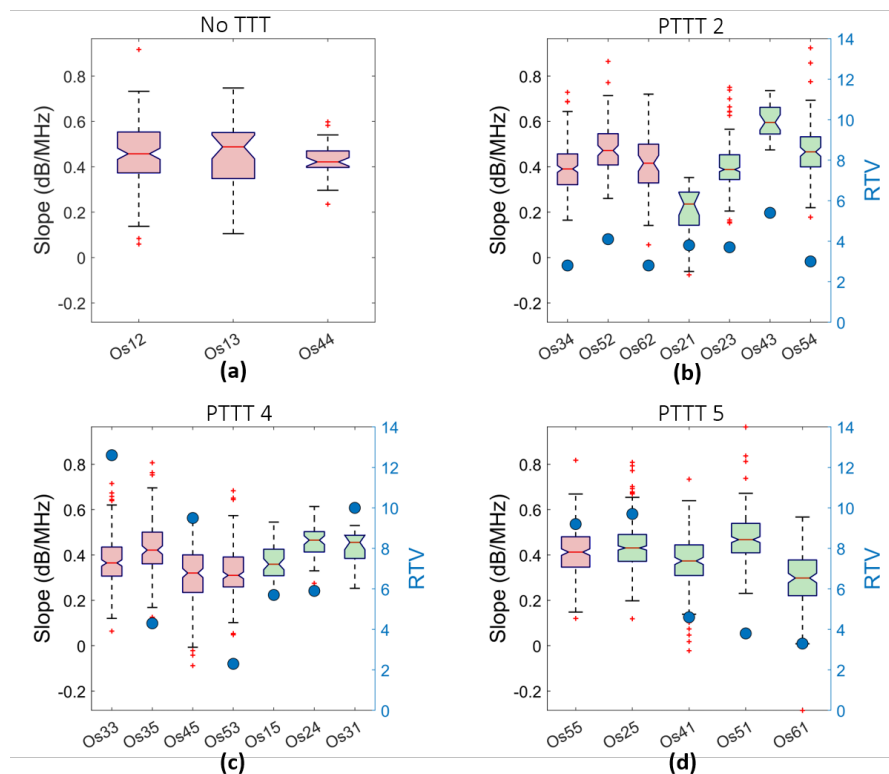 No TTT
Slope (dB/MHz)
0.8
0.6
0.4
0.2
0
-0.2
Os12
Os13
Os44
(a)
PTTT 2
Slope (dB/MHz)
0.8
0.6
0.4
0.2
0
-0.2
14
12
10
8
6
4
2
0
RTV
Os34
Os52
Os62
Os21
Os23
Os43
Os54
(b)
PTTT 4
Slope (dB/MHz)
0.8
0.6
0.4
0.2
0
-0.2
14
12
10
8
6
4
2
0
RTV
Os33
Os35
Os45
Os53
Os15
Os24
Os31
(c)
PTTT 5
Slope (dB/MHz)
0.8
0.6
0.4
0.2
0
-0.2
14
12
10
8
6
4
2
0
RTV
Os55
Os25
Os41
Os51
Os61
(d)